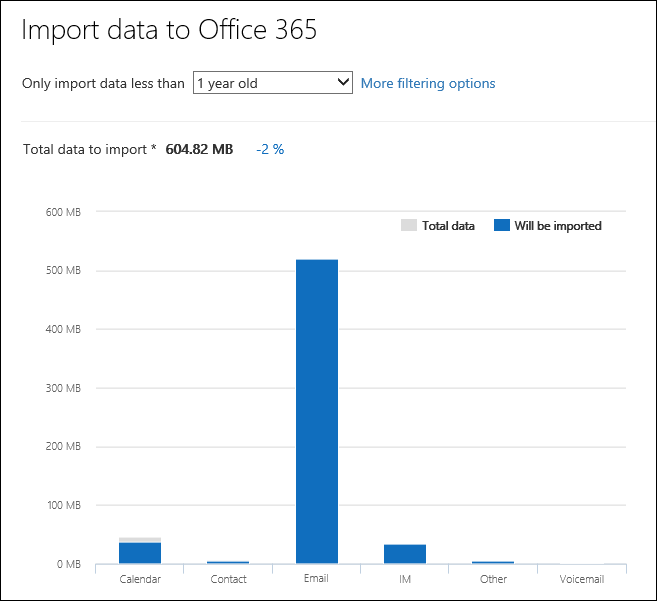 Import data to Office 365
Only import data less than 1 year old More filtering options
Total data to import * 604.82 MB -2 %
Total data Will be imported
600 MB
500 MB
400 MB
300 MB
200 MB
100 MB
0 MB
Calendar Contact Email IM Other Voicemail